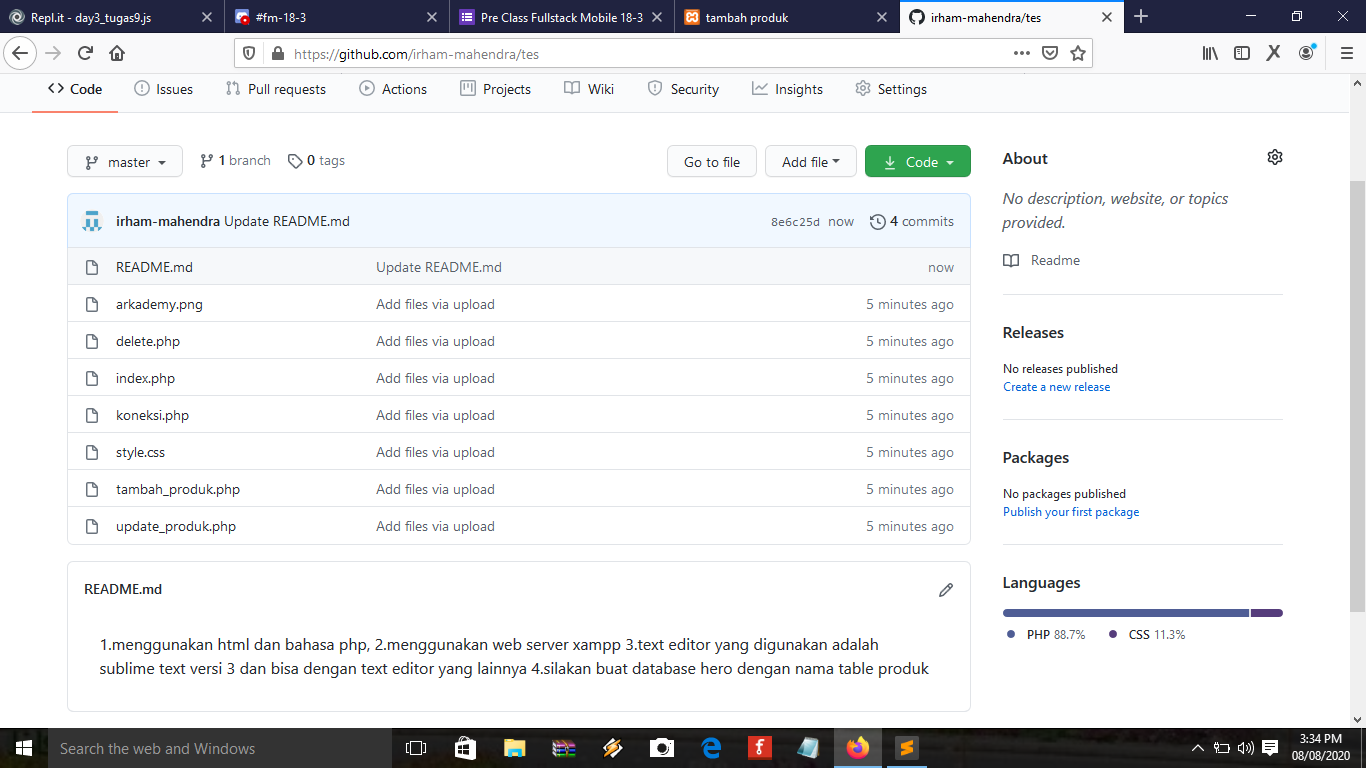 Repl.it - day3_tugas9.js
#fm-18-3
Pre Class Fullstack Mobile 18-3
tambah produk
irham-mahendra/tes
https://github.com/irham-mahendra/tes
Code Issues Pull requests Actions Projects Wiki Security Insights Settings
master 1 branch 0 tags Go to file Add file Code
irham-mahendra Update README.md 8e6c25d now 4 commits
README.md Update README.md now
arkademy.png Add files via upload 5 minutes ago
delete.php Add files via upload 5 minutes ago
index.php Add files via upload 5 minutes ago
koneksi.php Add files via upload 5 minutes ago
style.css Add files via upload 5 minutes ago
tambah_produk.php Add files via upload 5 minutes ago
update_produk.php Add files via upload 5 minutes ago
README.md
1.menggunakan html dan bahasa php, 2.menggunakan web server xampp 3.text editor yang digunakan adalah
sublime text versi 3 dan bisa dengan text editor yang lainnya 4.silakan buat database hero dengan nama table produk
About
No description, website, or topics
provided.
Readme
Releases
No releases published
Create a new release
Packages
No packages published
Publish your first package
Languages
PHP 88.7% CSS 11.3%
Search the web and Windows
3:34 PM
08/08/2020